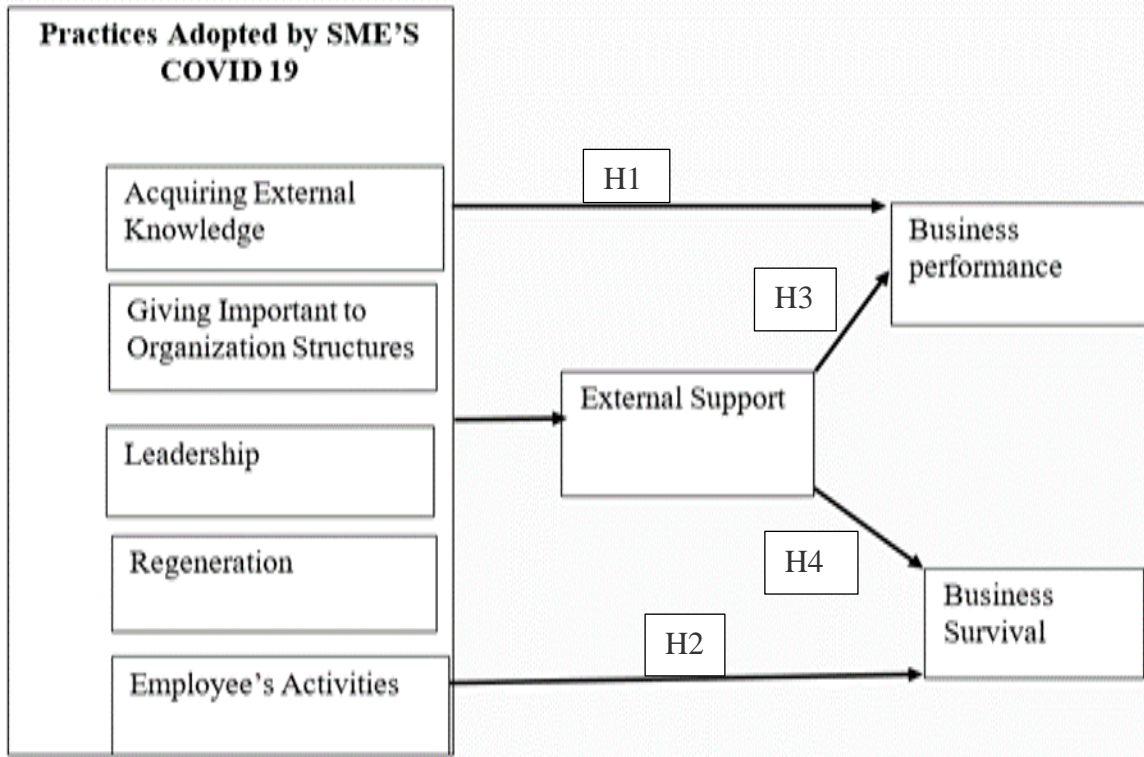 Practices Adopted by SME'S
COVID 19
Acquiring External
Knowledge
Giving Important to
Organization Structures
Leadership
Regeneration
Employee's Activities
H1
H3
External Support
H4
H2
Business
performance
Business
Survival